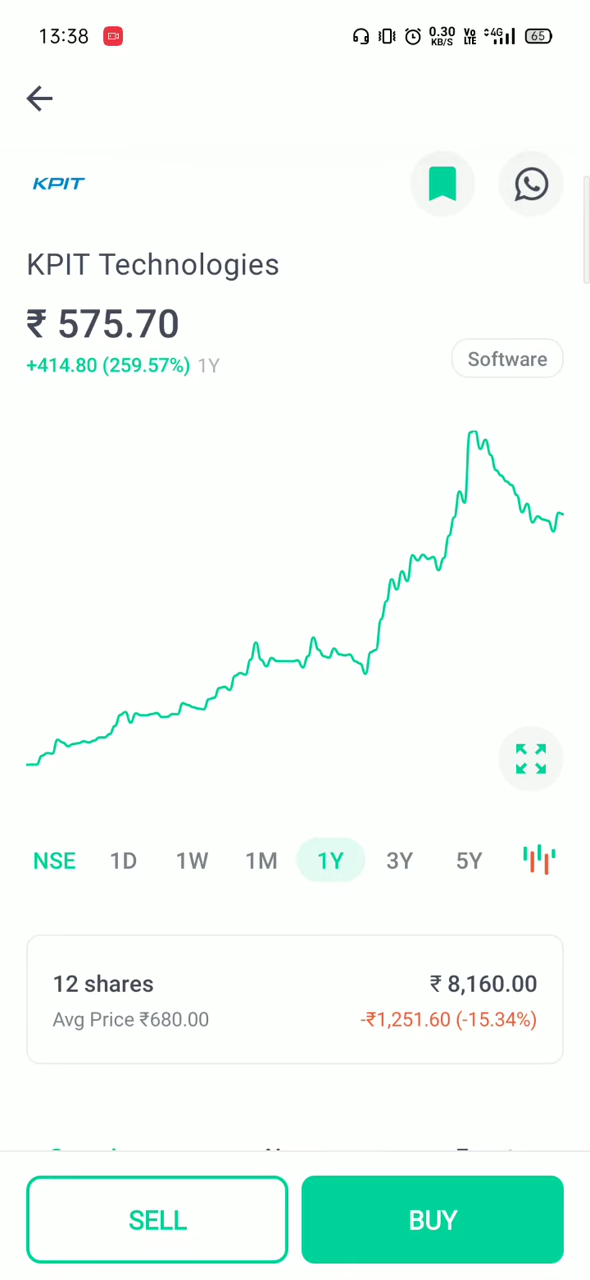 13:38 0.30 KB/S Vo LTE 4G 65
KPIT
KPIT Technologies
₹ 575.70
+414.80 (259.57%) 1Y Software
NSE 1D 1W 1M 1Y 3Y 5Y
12 shares ₹ 8,160.00
Avg Price ₹680.00 -₹1,251.60 (-15.34%)
SELL BUY